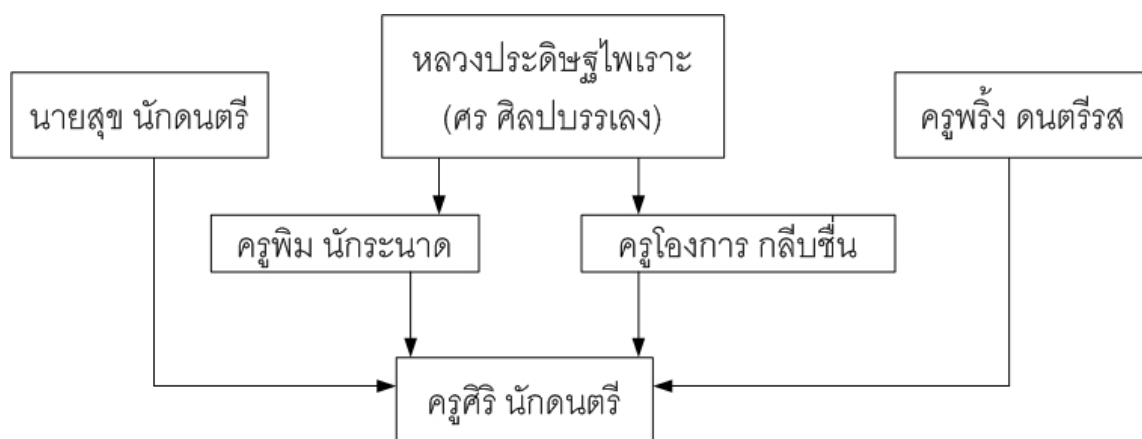 หลวงประดิษฐไพเราะ
(ศร ศิลปบรรเลง)
นายสุข นักดนตรี
ครูพริ้ง ดนตรีรส
ครูพิม นักระนาด
ครูโองการ กลีบชื่น
ครูศิริ นักดนตรี